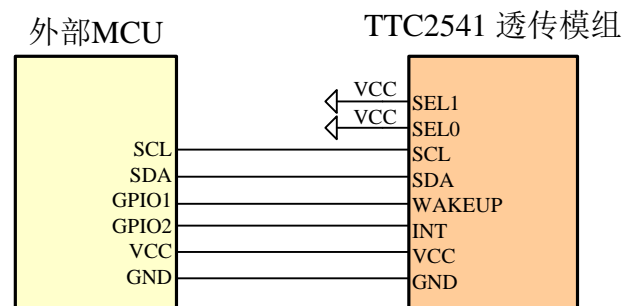 外部MCU
TTC2541 透传模组
VCC
SEL1
VCC
SEL0
SCL
SCL
SDA
SDA
GPIO1
WAKEUP
GPIO2
INT
VCC
VCC
GND
GND